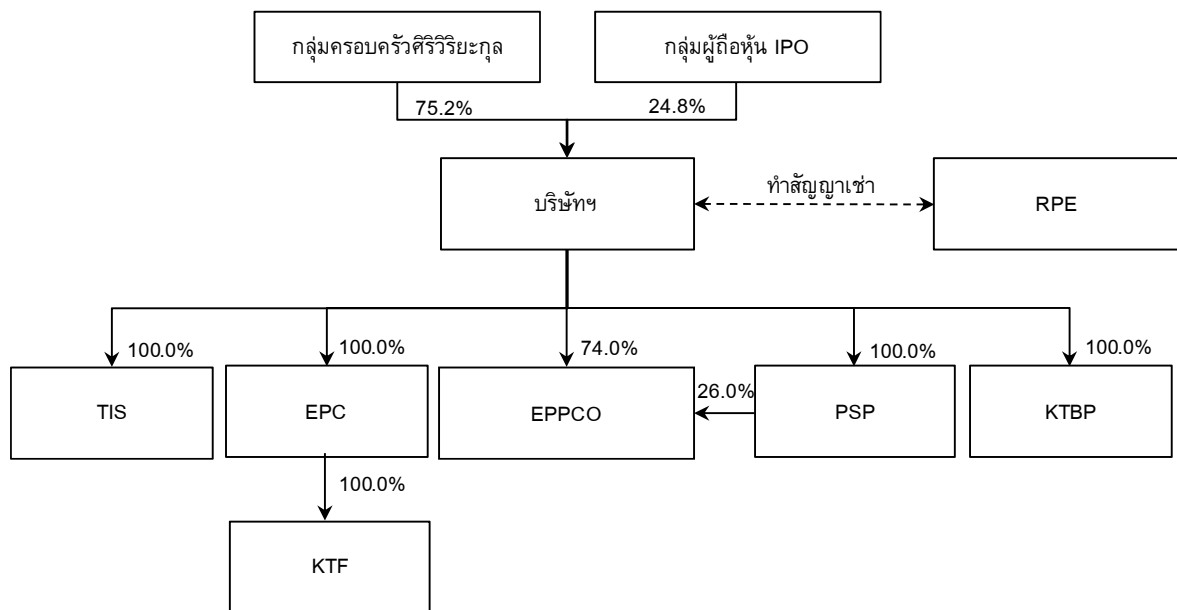 กลุ่มครอบครัวศิริวิริยะกุล
กลุ่มผู้ถือหุ้น IPO
75.2%
24.8%
บริษัทฯ
ทำสัญญาเช่า
RPE
100.0%
100.0%
74.0%
100.0%
100.0%
TIS
EPC
EPPCO
26.0%
PSP
KTBP
100.0%
KTF